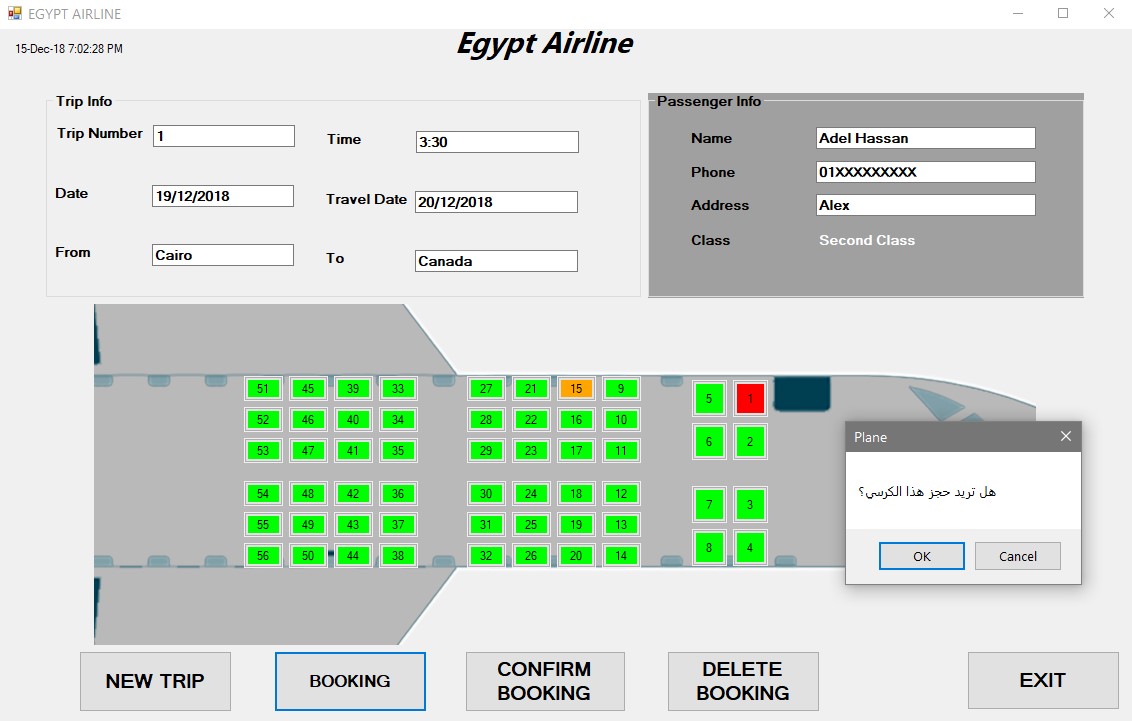 EGYPT AIRLINE
15-Dec-18 7:02:28 PM
Egypt Airline
Trip Info
Trip Number 1 Time 3:30
Date 19/12/2018 Travel Date 20/12/2018
From Cairo To Canada
Passenger Info
Name Adel Hassan
Phone 01XXXXXXXXX
Address Alex
Class Second Class
51 45 39 33 27 21 15 9 5 1
52 46 40 34 28 22 16 10 6 2
53 47 41 35 29 23 17 11
54 48 42 36 30 24 18 12 7 3
55 49 43 37 31 25 19 13
56 50 44 38 32 26 20 14 8 4
Plane
هل تريد حجز هذا الكرسي؟
OK Cancel
NEW TRIP
BOOKING
CONFIRM
BOOKING
DELETE
BOOKING
EXIT